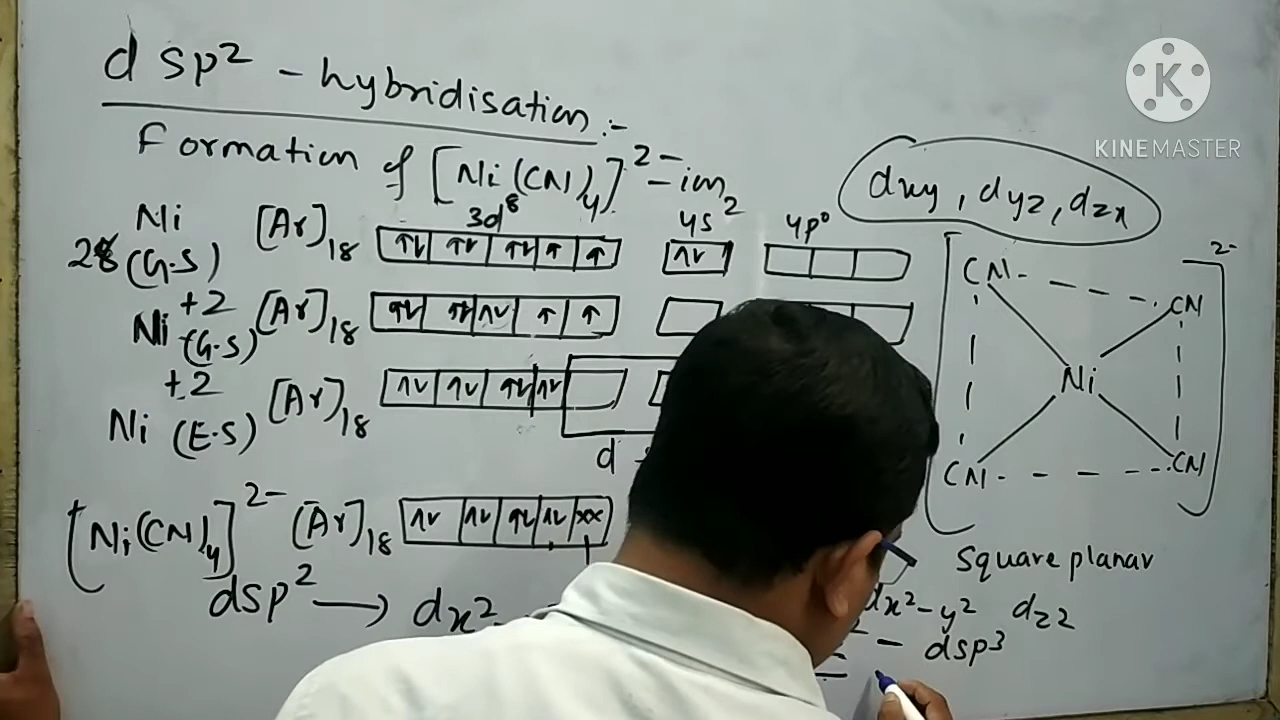 dsp² - hybridisation :-
Formation of [Ni(CN)₄]²⁻ ion
Ni 28 (G.S) [Ar]₁₈ 3d⁸ 4s² 4p⁰
Ni +2 (G.S) [Ar]₁₈
Ni +2 (E.S) [Ar]₁₈
d
[Ni(CN)₄]²⁻ [Ar]₁₈ xx
dsp² → dx²
dxy, dyz, dzx
CN CN 2-
Ni
CN CN
Square planar
dx²-y² dz2
- dsp³
K
KINEMASTER